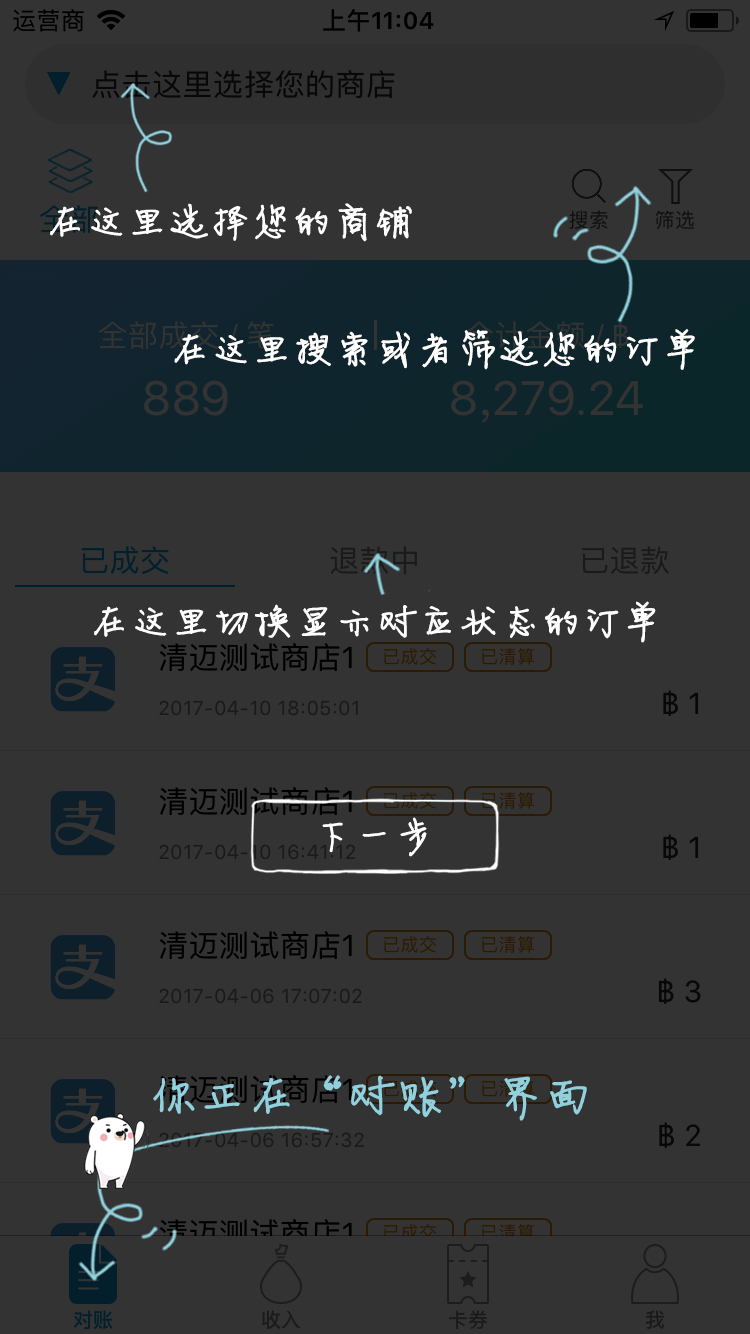 运营商 上午11:04
点击这里选择您的商店
全部 搜索 筛选
在这里选择您的商铺
全部成交 / 笔 合计金额 / ฿
在这里搜索或者筛选您的订单
889 8,279.24
已成交 退款中 已退款
在这里切换显示对应状态的订单
清迈测试商店1 已成交 已清算
2017-04-10 18:05:01 ฿ 1
清迈测试商店1 已成交 已清算
下一步
2017-04-10 16:41:12 ฿ 1
清迈测试商店1 已成交 已清算
2017-04-06 17:07:02 ฿ 3
清迈测试商店1 已成交 已清算
你正在“对账”界面
2017-04-06 16:57:32 ฿ 2
清迈测试商店1 已成交 已清算
对账 收入 卡券 我